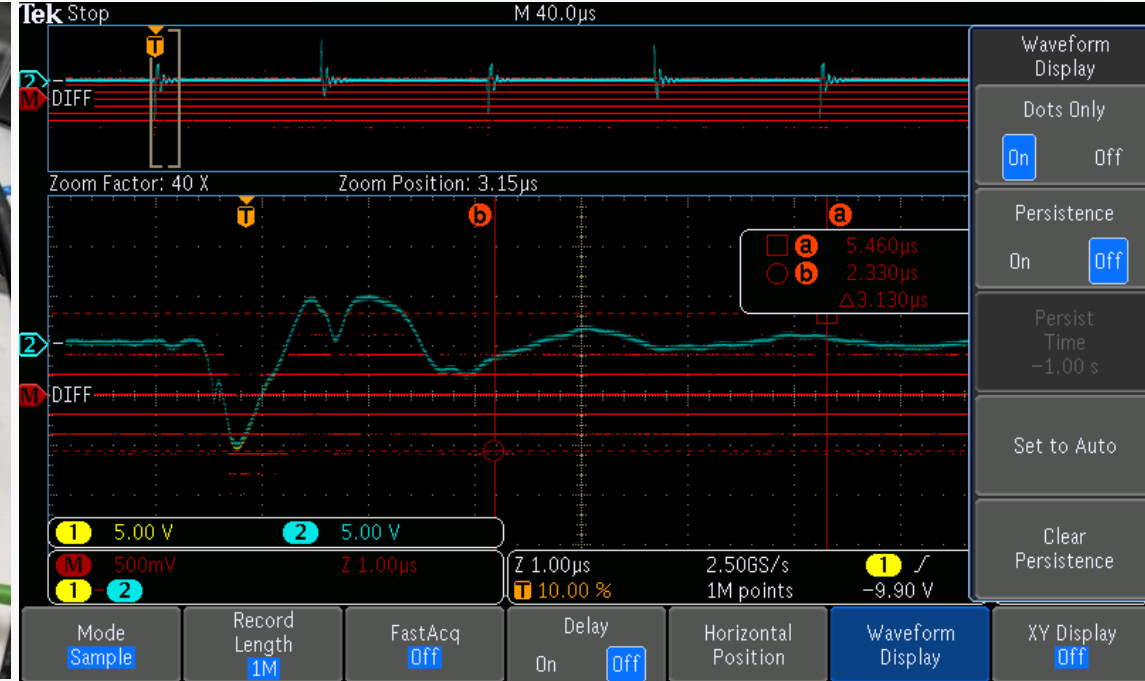 Tek Stop M 40.0µs
T
2
M DIFF
Zoom Factor: 40 X Zoom Position: 3.15µs
T b a
a 5.460µs
b 2.330µs
△3.130µs
2
M DIFF
1 5.00 V 2 5.00 V
M 500mV Z 1.00µs
1 - 2
Z 1.00µs 2.50GS/s 1 /
T 10.00 % 1M points -9.90 V
Waveform
Display
Dots Only
On Off
Persistence
On Off
Persist
Time
-1.00 s
Set to Auto
Clear
Persistence
Mode
Sample
Record
Length
1M
FastAcq
Off
Delay
On Off
Horizontal
Position
Waveform
Display
XY Display
Off